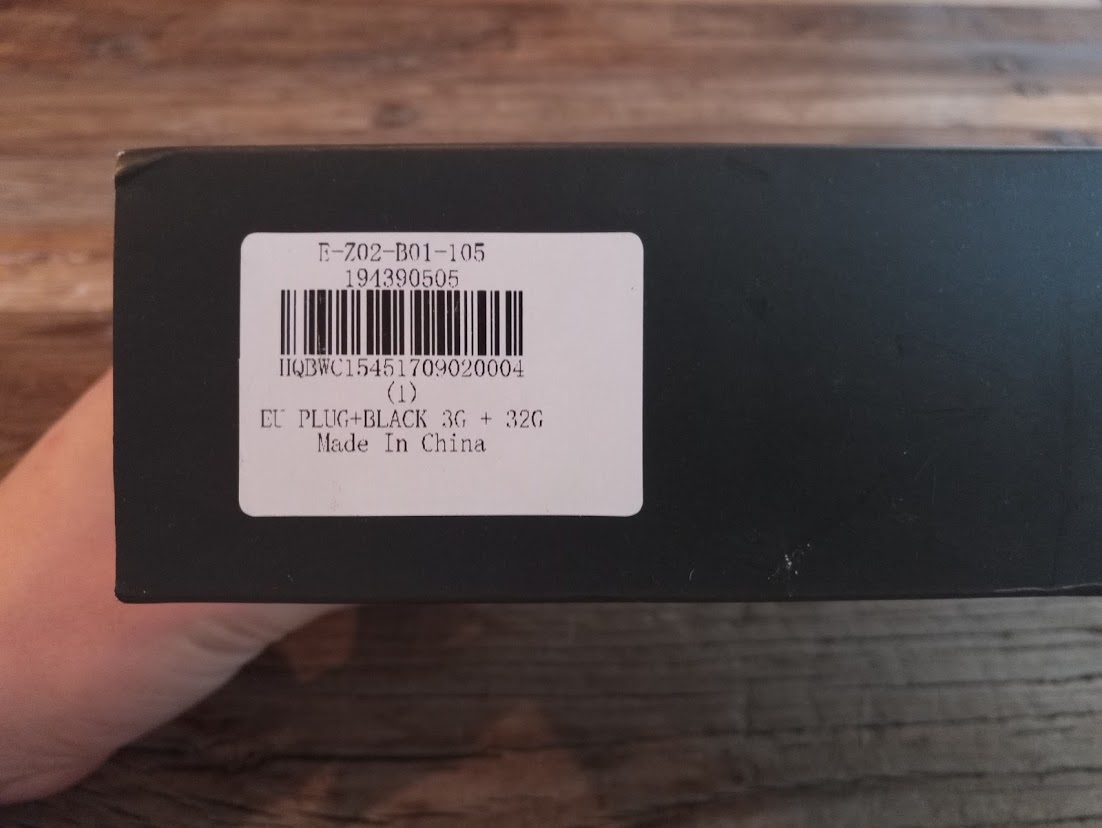 E-Z02-B01-105
194390505
HQBWC15451709020004
(1)
EU PLUG+BLACK 3G + 32G
Made In China